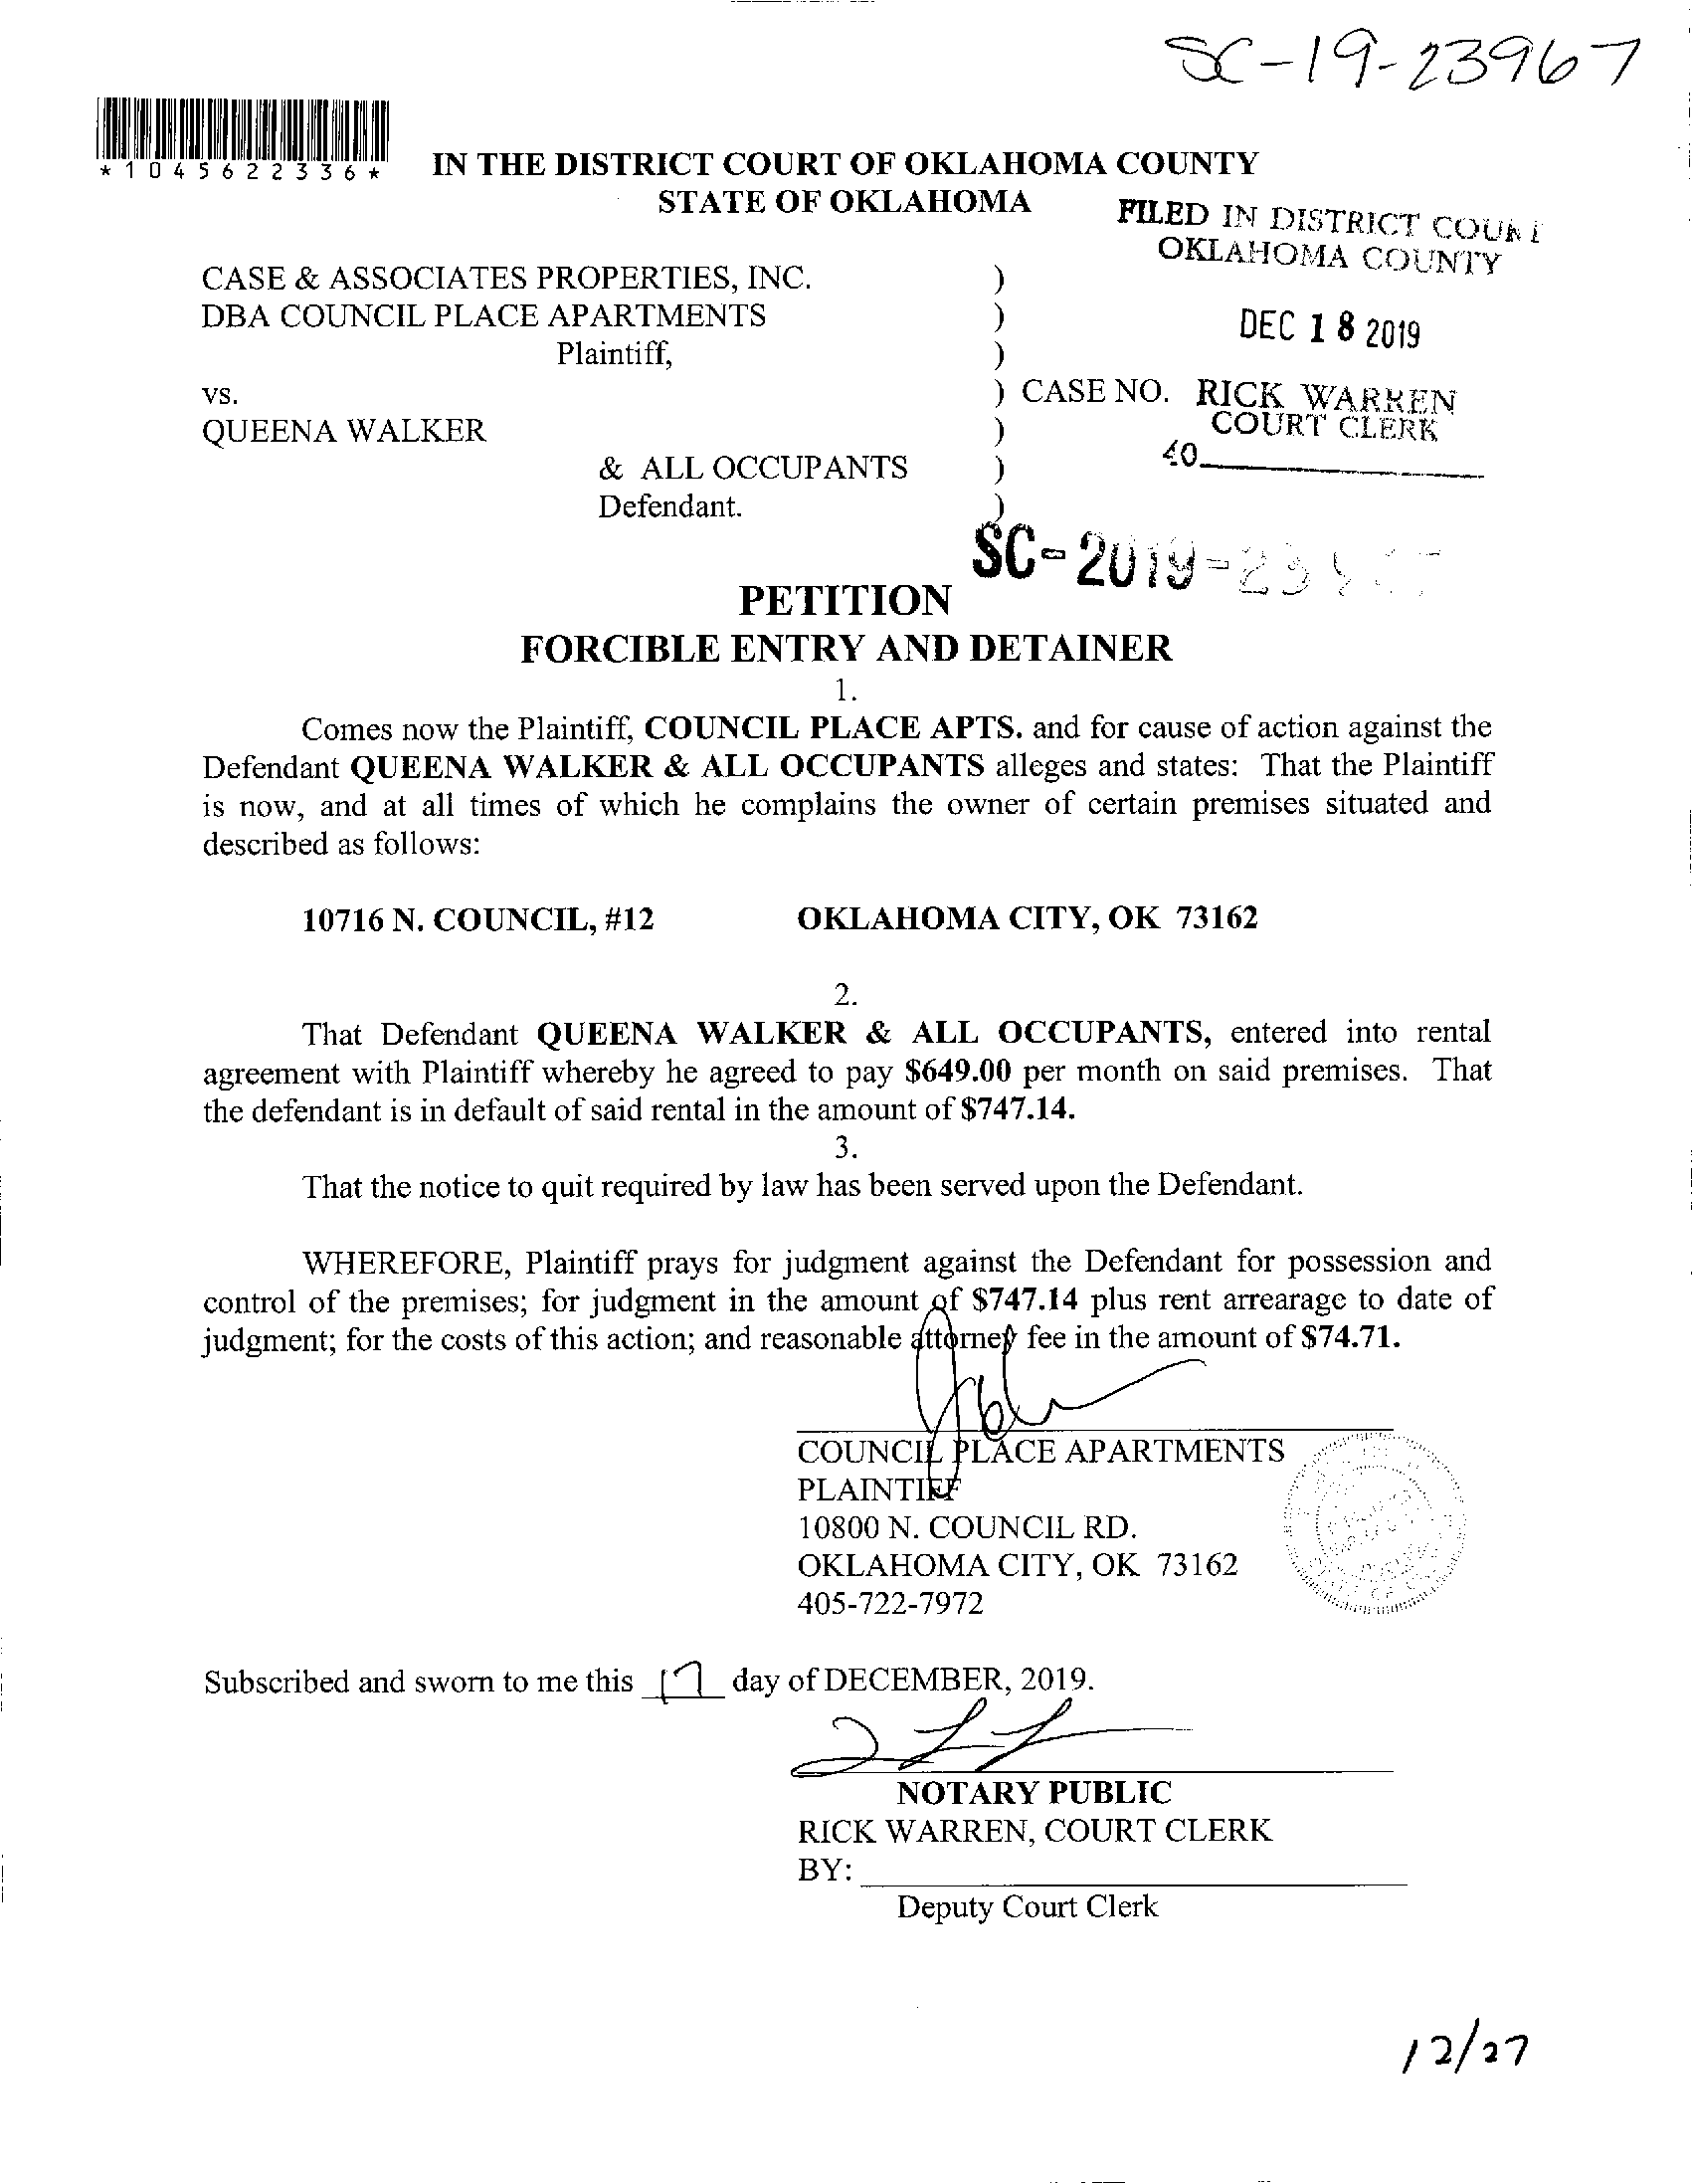 SC-19-23967
*1045622336*
IN THE DISTRICT COURT OF OKLAHOMA COUNTY
STATE OF OKLAHOMA
FILED IN DISTRICT COURT
OKLAHOMA COUNTY
CASE & ASSOCIATES PROPERTIES, INC. )
DBA COUNCIL PLACE APARTMENTS )
DEC 18 2019
Plaintiff, )
vs. ) CASE NO. RICK WARREN
QUEENA WALKER ) COURT CLERK
40
& ALL OCCUPANTS )
Defendant. )
SC-2019-23
PETITION
FORCIBLE ENTRY AND DETAINER
1.
Comes now the Plaintiff, COUNCIL PLACE APTS. and for cause of action against the
Defendant QUEENA WALKER & ALL OCCUPANTS alleges and states: That the Plaintiff
is now, and at all times of which he complains the owner of certain premises situated and
described as follows:
10716 N. COUNCIL, #12 OKLAHOMA CITY, OK 73162
2.
That Defendant QUEENA WALKER & ALL OCCUPANTS, entered into rental
agreement with Plaintiff whereby he agreed to pay $649.00 per month on said premises. That
the defendant is in default of said rental in the amount of $747.14.
3.
That the notice to quit required by law has been served upon the Defendant.
WHEREFORE, Plaintiff prays for judgment against the Defendant for possession and
control of the premises; for judgment in the amount of $747.14 plus rent arrearage to date of
judgment; for the costs of this action; and reasonable attorney fee in the amount of $74.71.
COUNCIL PLACE APARTMENTS
PLAINTIFF
10800 N. COUNCIL RD.
OKLAHOMA CITY, OK 73162
405-722-7972
Subscribed and sworn to me this 17 day of DECEMBER, 2019.
NOTARY PUBLIC
RICK WARREN, COURT CLERK
BY:
Deputy Court Clerk
12/27